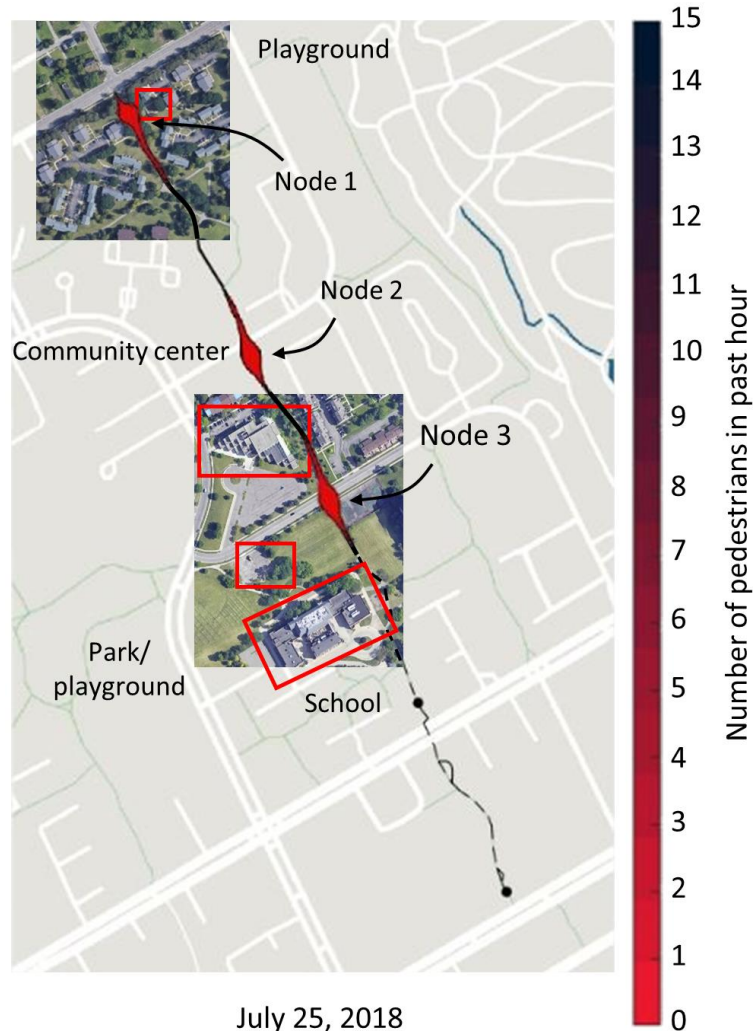 Playground
Node 1
Node 2
Community center
Node 3
Park/
playground
School
July 25, 2018
15
14
13
12
11
10
9
8
7
6
5
4
3
2
1
0
Number of pedestrians in past hour